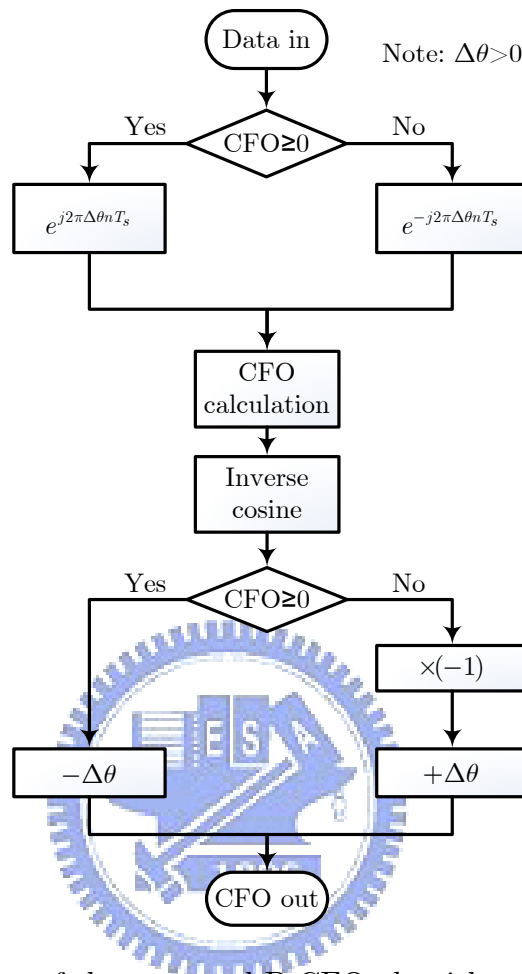 Data in
Note: Δθ>0
Yes
CFO≥0
No
e^{j2πΔθnT_s}
e^{-j2πΔθnT_s}
CFO
calculation
Inverse
cosine
Yes
CFO≥0
No
×(−1)
E S A
−Δθ
+Δθ
1896
CFO out